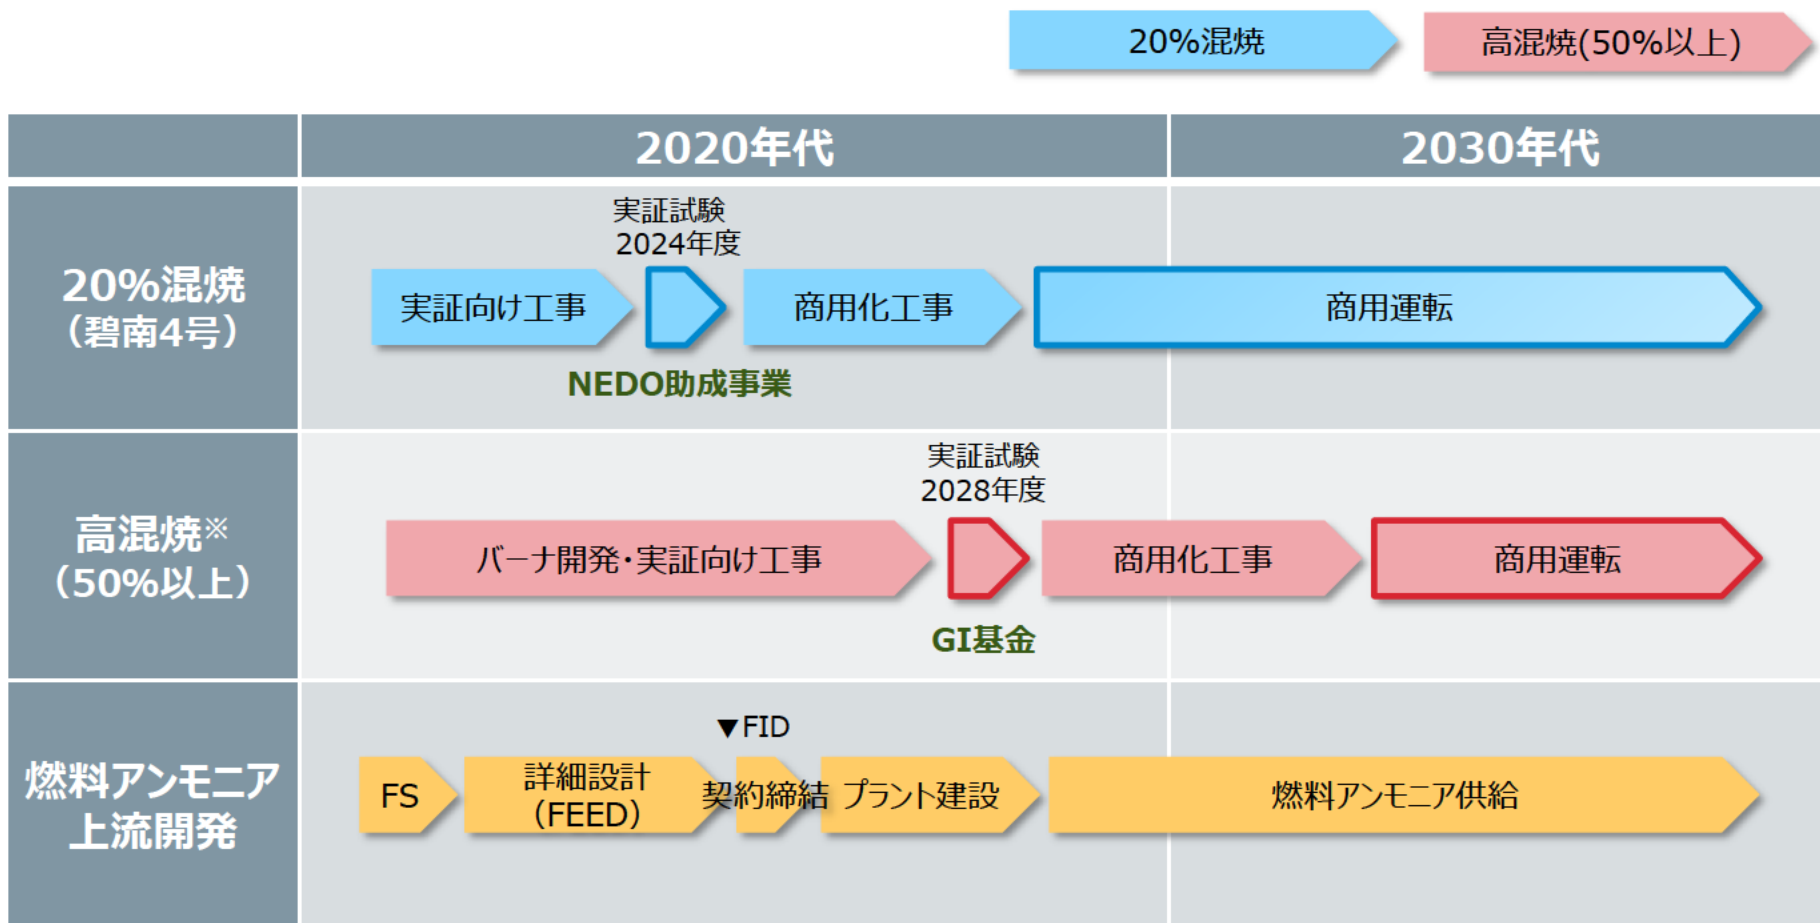 20%混焼
高混焼(50%以上)
2020年代
2030年代
20%混焼
（碧南4号）
実証試験
2024年度
実証向け工事
商用化工事
商用運転
NEDO助成事業
高混焼※
（50%以上）
実証試験
2028年度
バーナ開発・実証向け工事
商用化工事
商用運転
GI基金
燃料アンモニア
上流開発
▼FID
FS
詳細設計
（FEED）
契約締結
プラント建設
燃料アンモニア供給